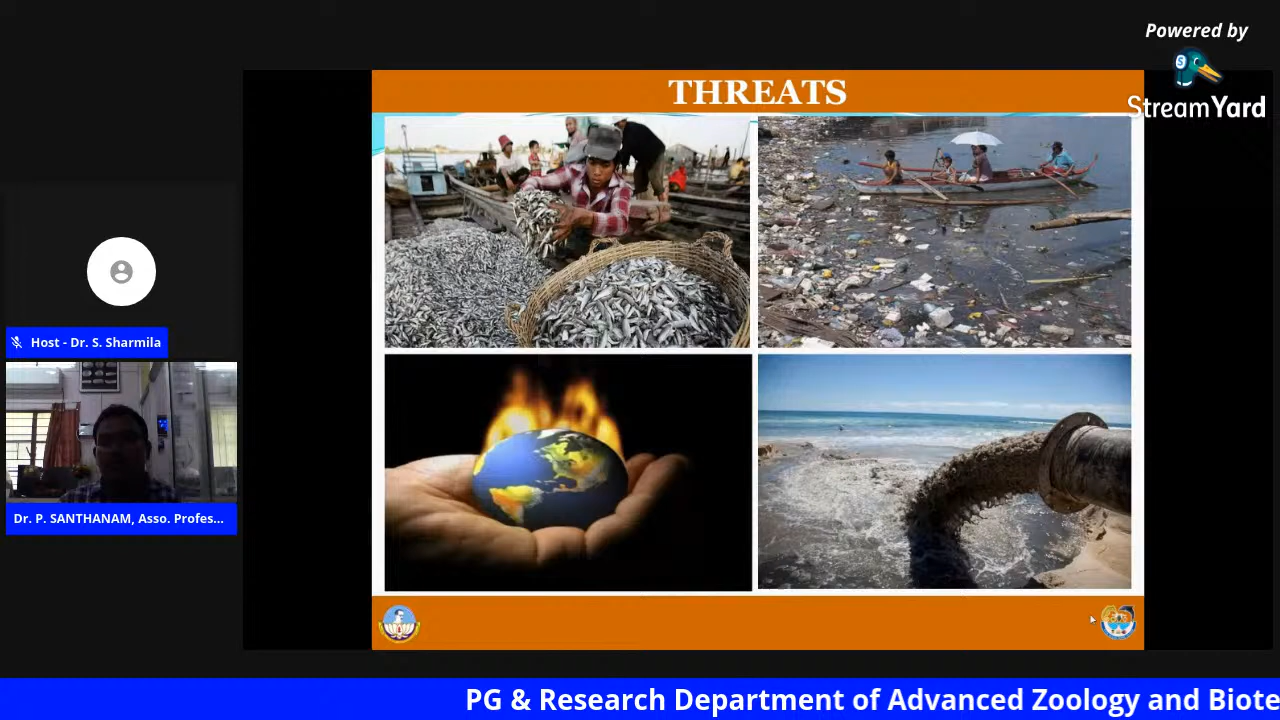 Powered by
StreamYard
THREATS
Host - Dr. S. Sharmila
Dr. P. SANTHANAM, Asso. Profes...
PG & Research Department of Advanced Zoology and Biote